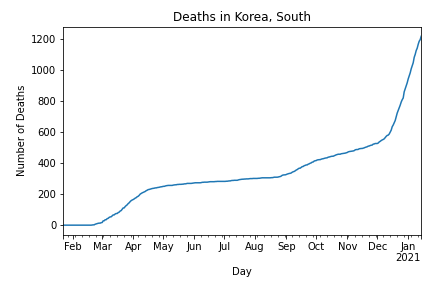 Deaths in Korea, South
Number of Deaths
1200
1000
800
600
400
200
0
Feb Mar Apr May Jun Jul Aug Sep Oct Nov Dec Jan
2021
Day